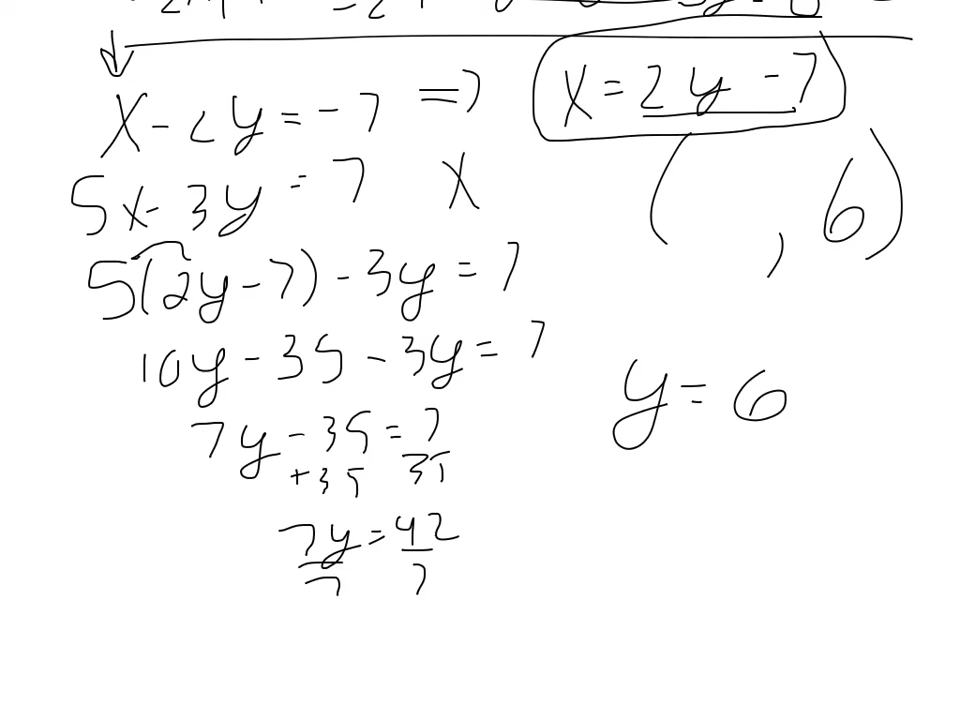 x - 2y = -7 => x = 2y - 7
5x - 3y = 7 x ( , 6)
5(2y - 7) - 3y = 7
10y - 35 - 3y = 7
y = 6
7y - 35 = 7
+35 35
7y = 42
7 7